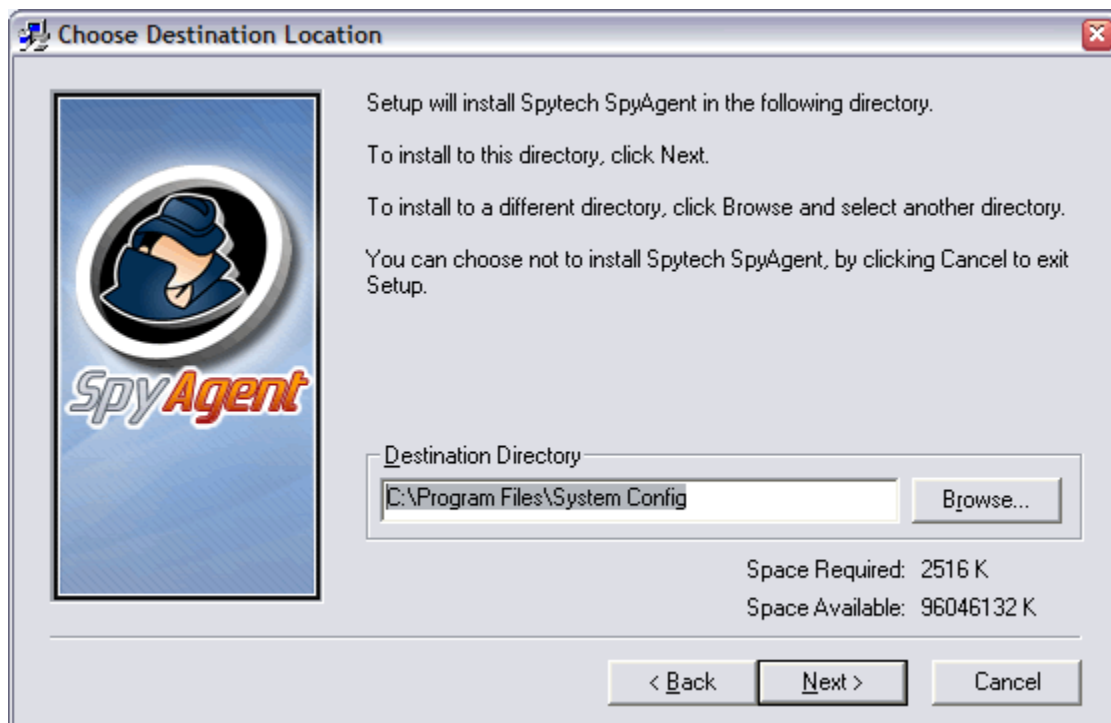 Choose Destination Location
Setup will install Spytech SpyAgent in the following directory.
To install to this directory, click Next.
To install to a different directory, click Browse and select another directory.
You can choose not to install Spytech SpyAgent, by clicking Cancel to exit
Setup.
SpyAgent
Destination Directory
C:\Program Files\System Config
Browse...
Space Required: 2516 K
Space Available: 96046132 K
< Back Next > Cancel